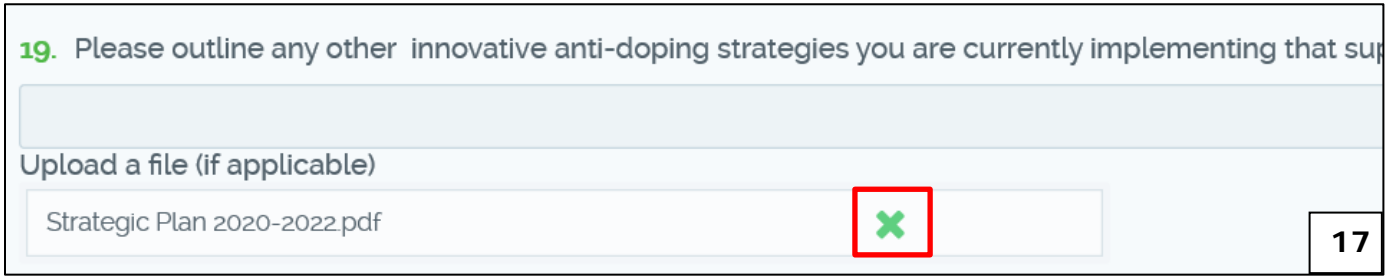 19. Please outline any other innovative anti-doping strategies you are currently implementing that sup
Upload a file (if applicable)
Strategic Plan 2020-2022.pdf
17